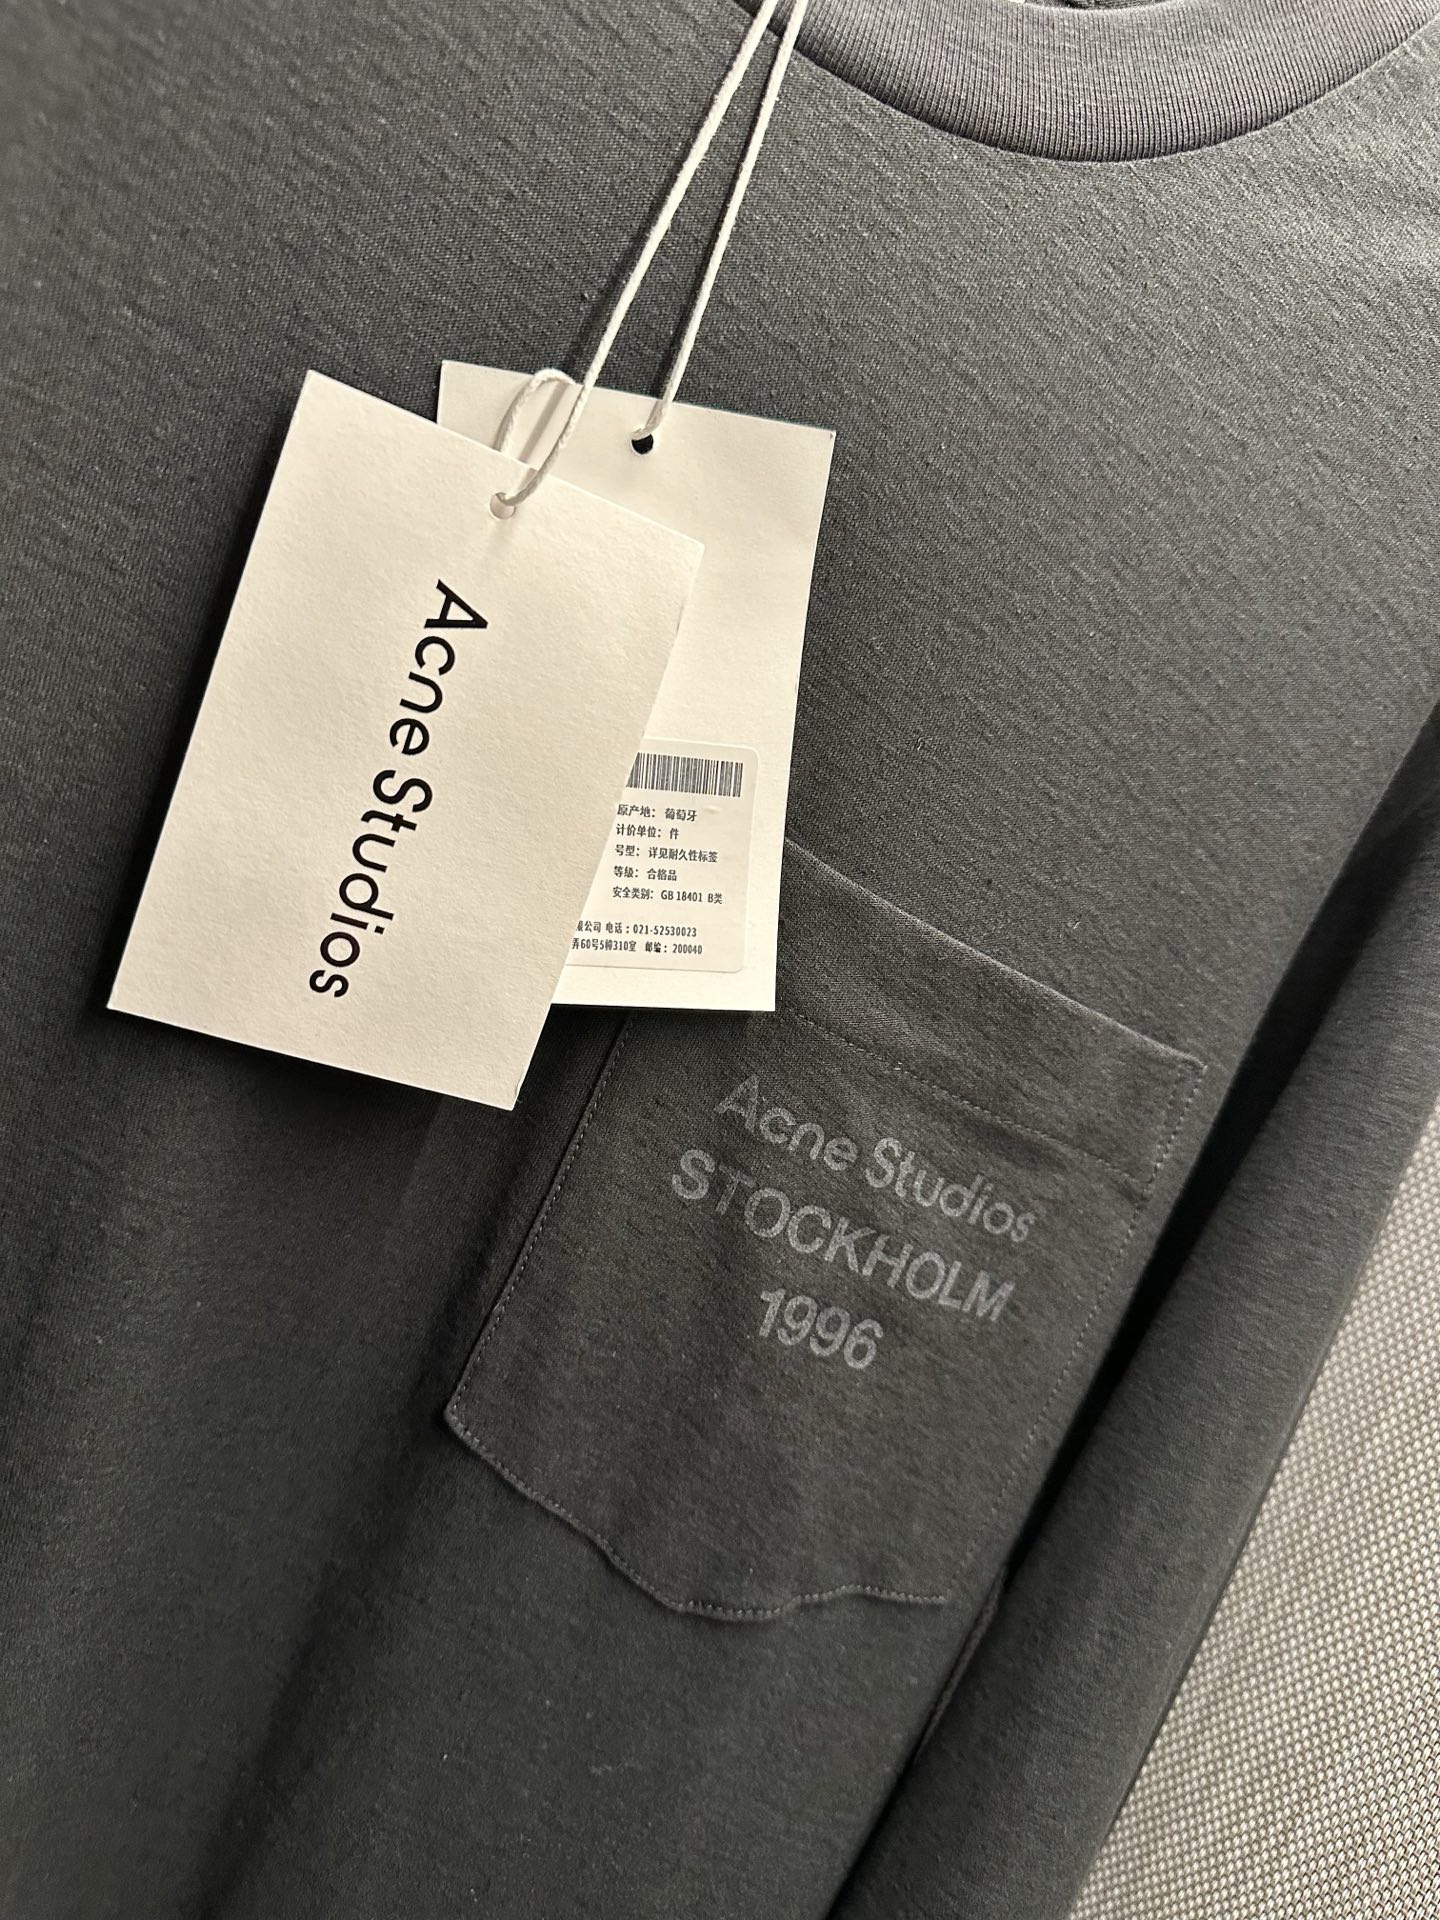 Acne Studios
原产地： 葡萄牙
计价单位： 件
号型： 详见耐久性标签
等级： 合格品
安全类别： GB 18401 B类
限公司 电话：021-52530023
弄60号5幢310室 邮编：200040
Acne Studios
STOCKHOLM
1996